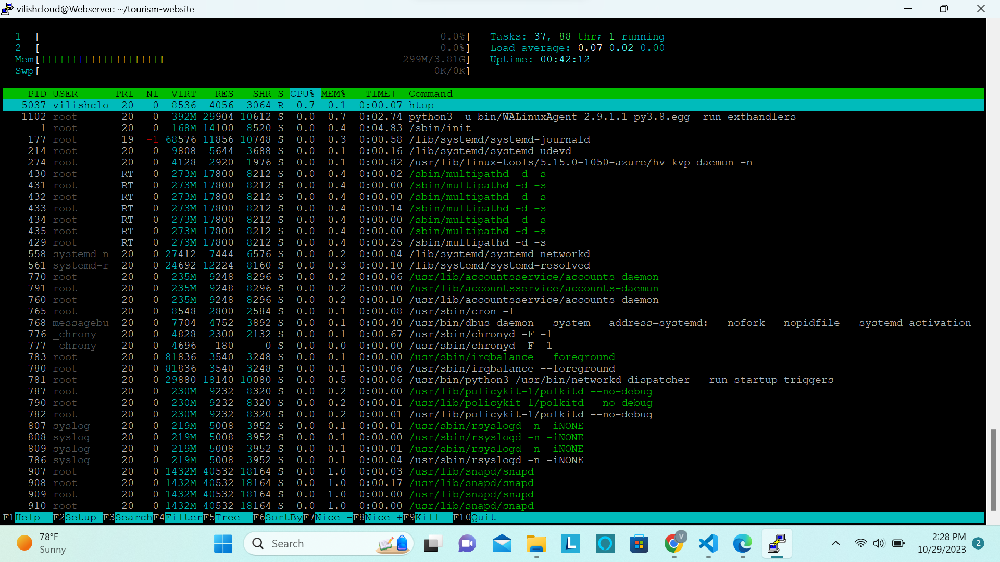 vilishcloud@Webserver: ~/tourism-website
1 [ 0.0%] Tasks: 37, 88 thr; 1 running
2 [ 0.0%] Load average: 0.07 0.02 0.00
Mem[||||||||||||||||||||299M/3.81G] Uptime: 00:42:12
Swp[ 0K/0K]
PID USER PRI NI VIRT RES SHR S CPU% MEM% TIME+ Command
5037 vilishclo 20 0 8536 4056 3064 R 0.7 0.1 0:00.07 htop
1102 root 20 0 392M 29904 10612 S 0.0 0.7 0:02.74 python3 -u bin/WALinuxAgent-2.9.1.1-py3.8.egg -run-exthandlers
1 root 20 0 168M 14100 8520 S 0.0 0.4 0:04.83 /sbin/init
177 root 19 -1 68576 11856 10748 S 0.0 0.3 0:00.58 /lib/systemd/systemd-journald
214 root 20 0 9808 5644 3688 S 0.0 0.1 0:00.16 /lib/systemd/systemd-udevd
274 root 20 0 4128 2920 1976 S 0.0 0.1 0:00.82 /usr/lib/linux-tools/5.15.0-1050-azure/hv_kvp_daemon -n
430 root RT 0 273M 17800 8212 S 0.0 0.4 0:00.02 /sbin/multipathd -d -s
431 root RT 0 273M 17800 8212 S 0.0 0.4 0:00.00 /sbin/multipathd -d -s
432 root RT 0 273M 17800 8212 S 0.0 0.4 0:00.00 /sbin/multipathd -d -s
433 root RT 0 273M 17800 8212 S 0.0 0.4 0:00.14 /sbin/multipathd -d -s
434 root RT 0 273M 17800 8212 S 0.0 0.4 0:00.00 /sbin/multipathd -d -s
435 root RT 0 273M 17800 8212 S 0.0 0.4 0:00.00 /sbin/multipathd -d -s
429 root RT 0 273M 17800 8212 S 0.0 0.4 0:00.25 /sbin/multipathd -d -s
558 systemd-n 20 0 27412 7444 6576 S 0.0 0.2 0:00.04 /lib/systemd/systemd-networkd
561 systemd-r 20 0 24692 12224 8160 S 0.0 0.3 0:00.10 /lib/systemd/systemd-resolved
770 root 20 0 235M 9248 8296 S 0.0 0.2 0:00.06 /usr/lib/accountsservice/accounts-daemon
791 root 20 0 235M 9248 8296 S 0.0 0.2 0:00.00 /usr/lib/accountsservice/accounts-daemon
760 root 20 0 235M 9248 8296 S 0.0 0.2 0:00.10 /usr/lib/accountsservice/accounts-daemon
765 root 20 0 8548 2800 2584 S 0.0 0.1 0:00.08 /usr/sbin/cron -f
768 messagebu 20 0 7704 4752 3892 S 0.0 0.1 0:00.40 /usr/bin/dbus-daemon --system --address=systemd: --nofork --nopidfile --systemd-activation -
776 _chrony 20 0 4828 2300 2132 S 0.0 0.1 0:00.67 /usr/sbin/chronyd -F -1
777 _chrony 20 0 4696 180 0 S 0.0 0.0 0:00.00 /usr/sbin/chronyd -F -1
783 root 20 0 81836 3540 3248 S 0.0 0.1 0:00.00 /usr/sbin/irqbalance --foreground
780 root 20 0 81836 3540 3248 S 0.0 0.1 0:00.06 /usr/sbin/irqbalance --foreground
781 root 20 0 29880 18140 10080 S 0.0 0.5 0:00.06 /usr/bin/python3 /usr/bin/networkd-dispatcher --run-startup-triggers
787 root 20 0 230M 9232 8320 S 0.0 0.2 0:00.00 /usr/lib/policykit-1/polkitd --no-debug
790 root 20 0 230M 9232 8320 S 0.0 0.2 0:00.01 /usr/lib/policykit-1/polkitd --no-debug
782 root 20 0 230M 9232 8320 S 0.0 0.2 0:00.01 /usr/lib/policykit-1/polkitd --no-debug
807 syslog 20 0 219M 5008 3952 S 0.0 0.1 0:00.01 /usr/sbin/rsyslogd -n -iNONE
808 syslog 20 0 219M 5008 3952 S 0.0 0.1 0:00.00 /usr/sbin/rsyslogd -n -iNONE
809 syslog 20 0 219M 5008 3952 S 0.0 0.1 0:00.01 /usr/sbin/rsyslogd -n -iNONE
786 syslog 20 0 219M 5008 3952 S 0.0 0.1 0:00.04 /usr/sbin/rsyslogd -n -iNONE
907 root 20 0 1432M 40532 18164 S 0.0 1.0 0:00.03 /usr/lib/snapd/snapd
908 root 20 0 1432M 40532 18164 S 0.0 1.0 0:00.17 /usr/lib/snapd/snapd
909 root 20 0 1432M 40532 18164 S 0.0 1.0 0:00.00 /usr/lib/snapd/snapd
910 root 20 0 1432M 40532 18164 S 0.0 1.0 0:00.00 /usr/lib/snapd/snapd
F1Help F2Setup F3SearchF4FilterF5Tree F6SortByF7Nice -F8Nice +F9Kill F10Quit
78°F
Sunny
Search
L
V
2:28 PM
10/29/2023
2